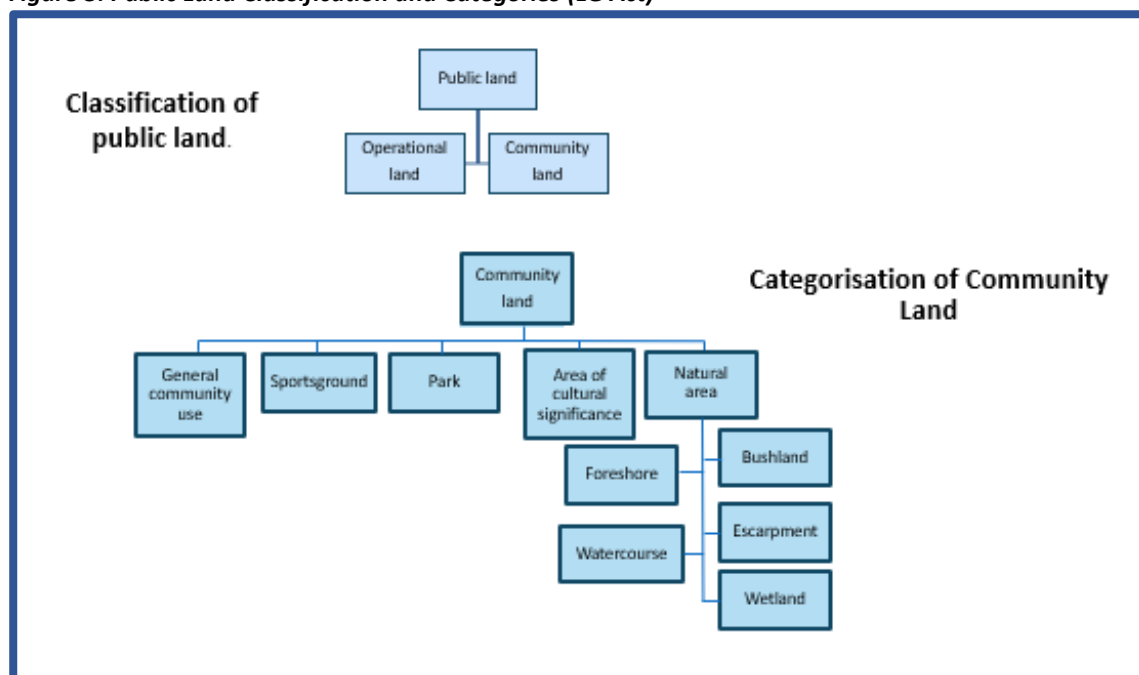 Classification of
public land.
Public land
Operational
land
Community
land
Community
land
Categorisation of Community
Land
General
community
use
Sportsground
Park
Area of
cultural
significance
Natural
area
Foreshore
Bushland
Watercourse
Escarpment
Wetland